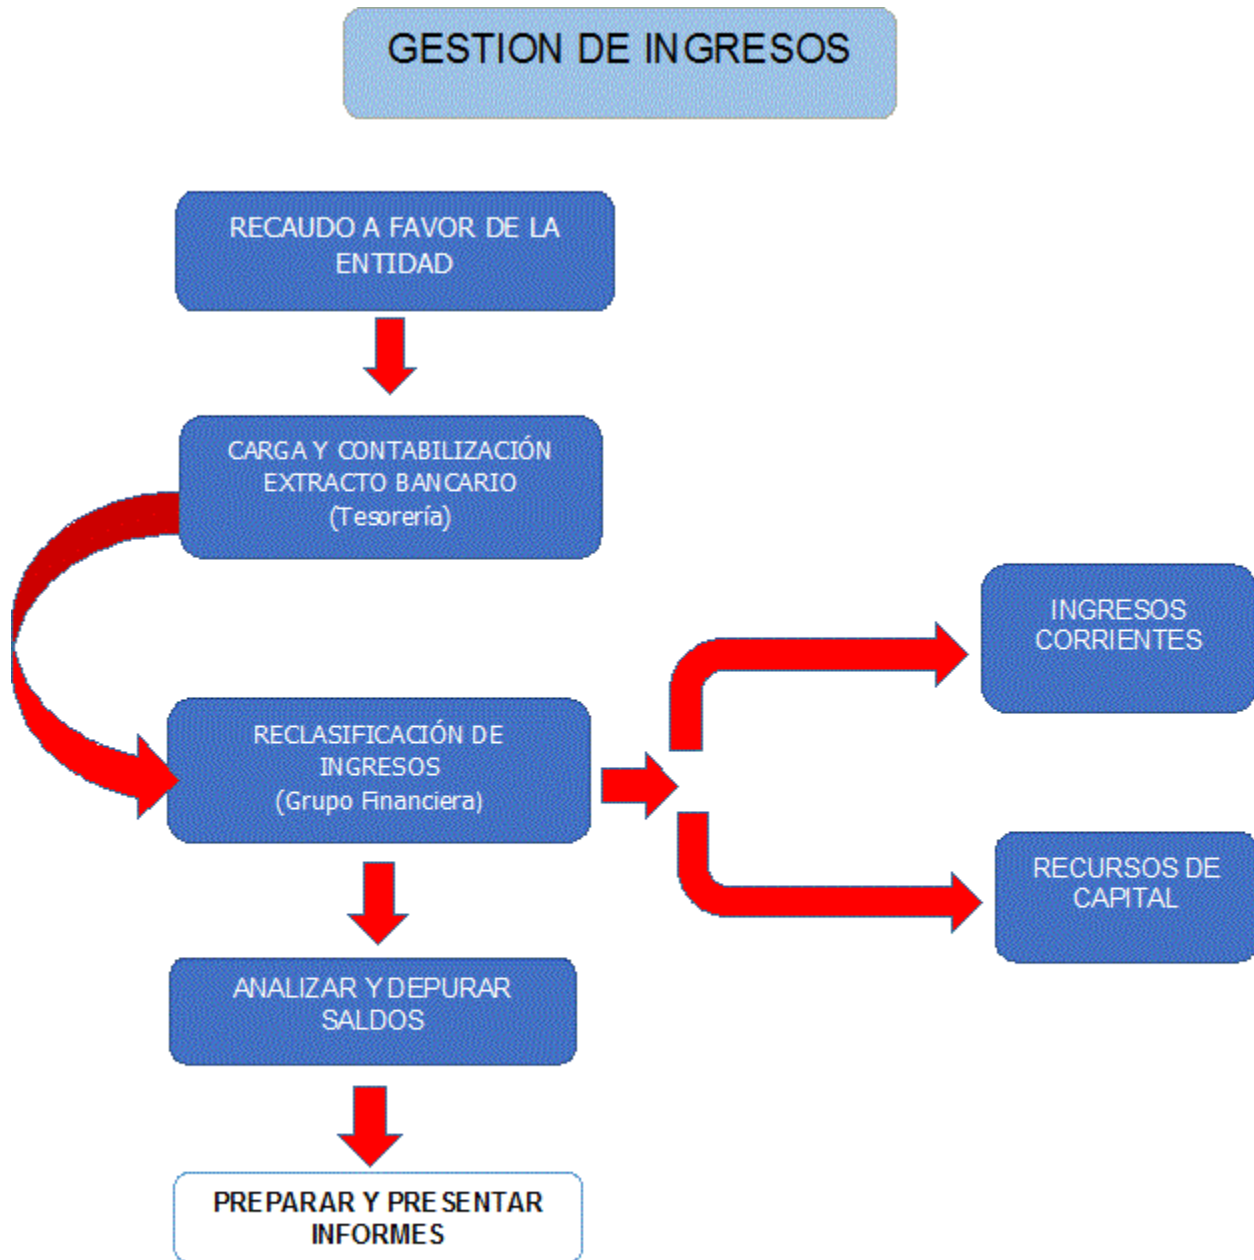 GESTION DE INGRESOS
RECAUDO A FAVOR DE LA
ENTIDAD
CARGA Y CONTABILIZACIÓN
EXTRACTO BANCARIO
(Tesorería)
RECLASIFICACIÓN DE
INGRESOS
(Grupo Financiera)
INGRESOS
CORRIENTES
RECURSOS DE
CAPITAL
ANALIZAR Y DEPURAR
SALDOS
PREPARAR Y PRESENTAR
INFORMES